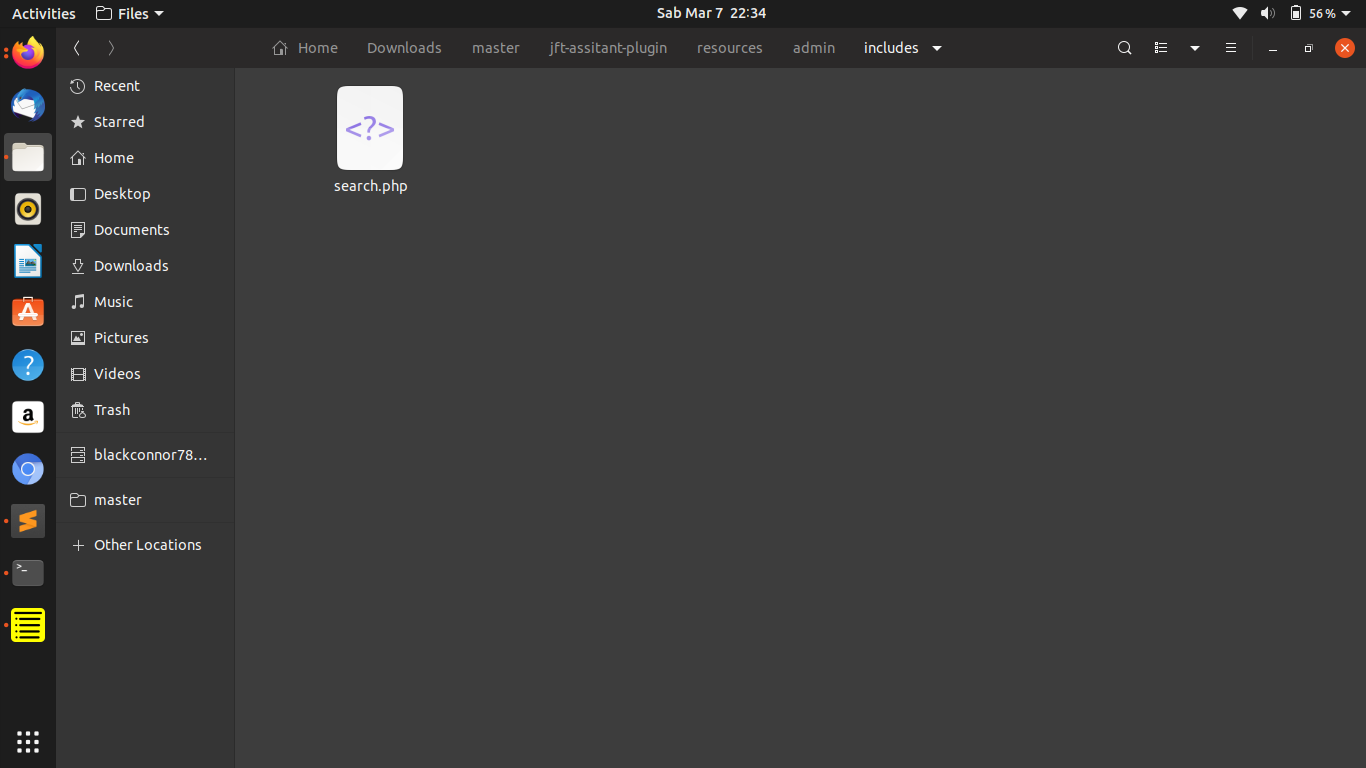 Activities Files Sab Mar 7 22:34 56%
Home Downloads master jft-assitant-plugin resources admin includes
Recent
Starred
Home
Desktop
Documents
Downloads
Music
Pictures
Videos
Trash
blackconnor78…
master
Other Locations
<?>
search.php